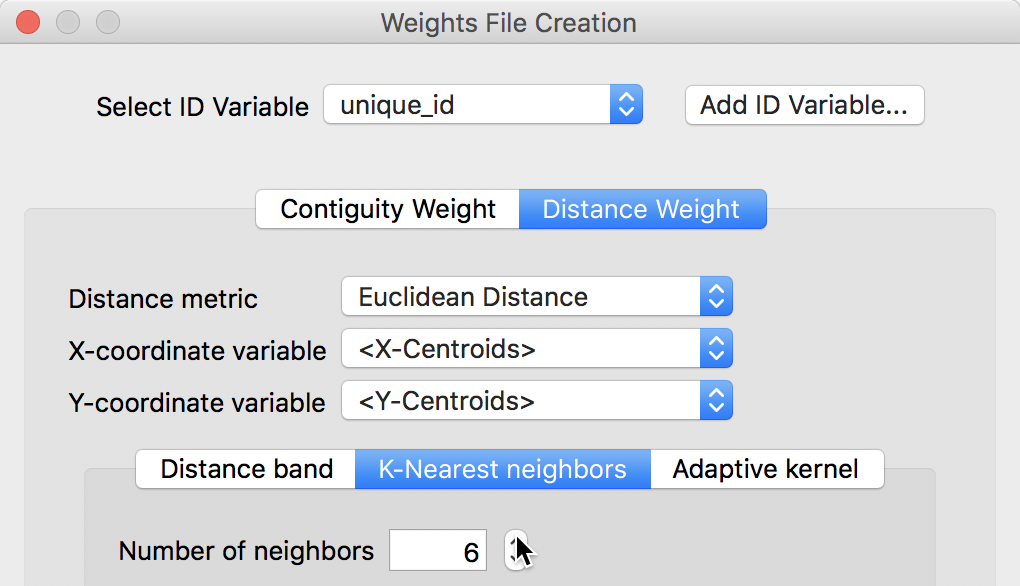 Weights File Creation
Select ID Variable unique_id Add ID Variable...
Contiguity Weight Distance Weight
Distance metric Euclidean Distance
X-coordinate variable <X-Centroids>
Y-coordinate variable <Y-Centroids>
Distance band K-Nearest neighbors Adaptive kernel
Number of neighbors 6